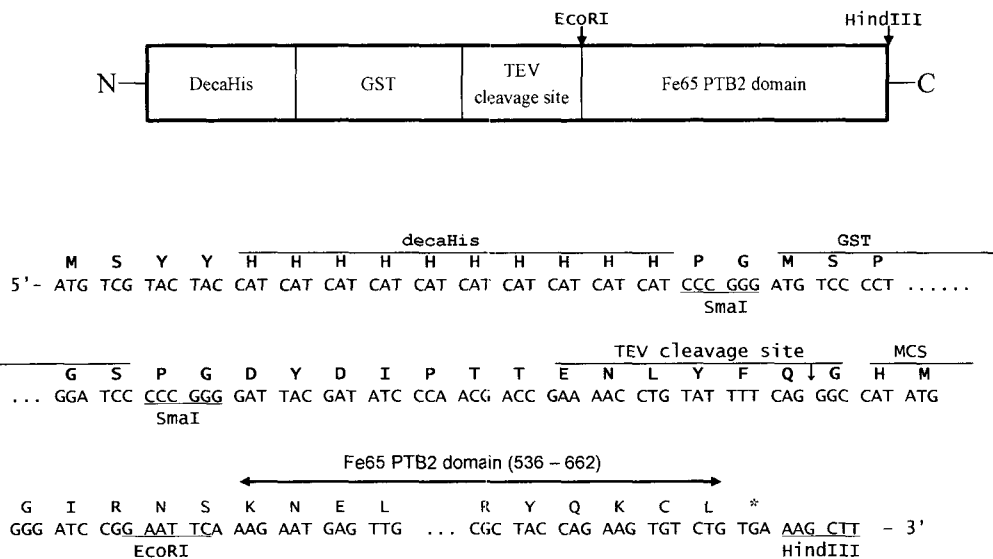 EcoRI HindIII
N DecaHis GST TEV cleavage site Fe65 PTB2 domain C
decaHis GST
M S Y Y H H H H H H H H H H P G M S P
5'- ATG TCG TAC TAC CAT CAT CAT CAT CAT CAT CAT CAT CAT CAT CCC GGG ATG TCC CCT ......
SmaI
TEV cleavage site MCS
G S P G D Y D I P T T E N L Y F Q ↓ G H M
... GGA TCC CCC GGG GAT TAC GAT ATC CCA ACG ACC GAA AAC CTG TAT TTT CAG GGC CAT ATG
SmaI
Fe65 PTB2 domain (536 – 662)
G I R N S K N E L R Y Q K C L *
GGG ATC CGG AAT TCA AAG AAT GAG TTG ... CGC TAC CAG AAG TGT CTG TGA AAG CTT - 3'
EcoRI HindIII